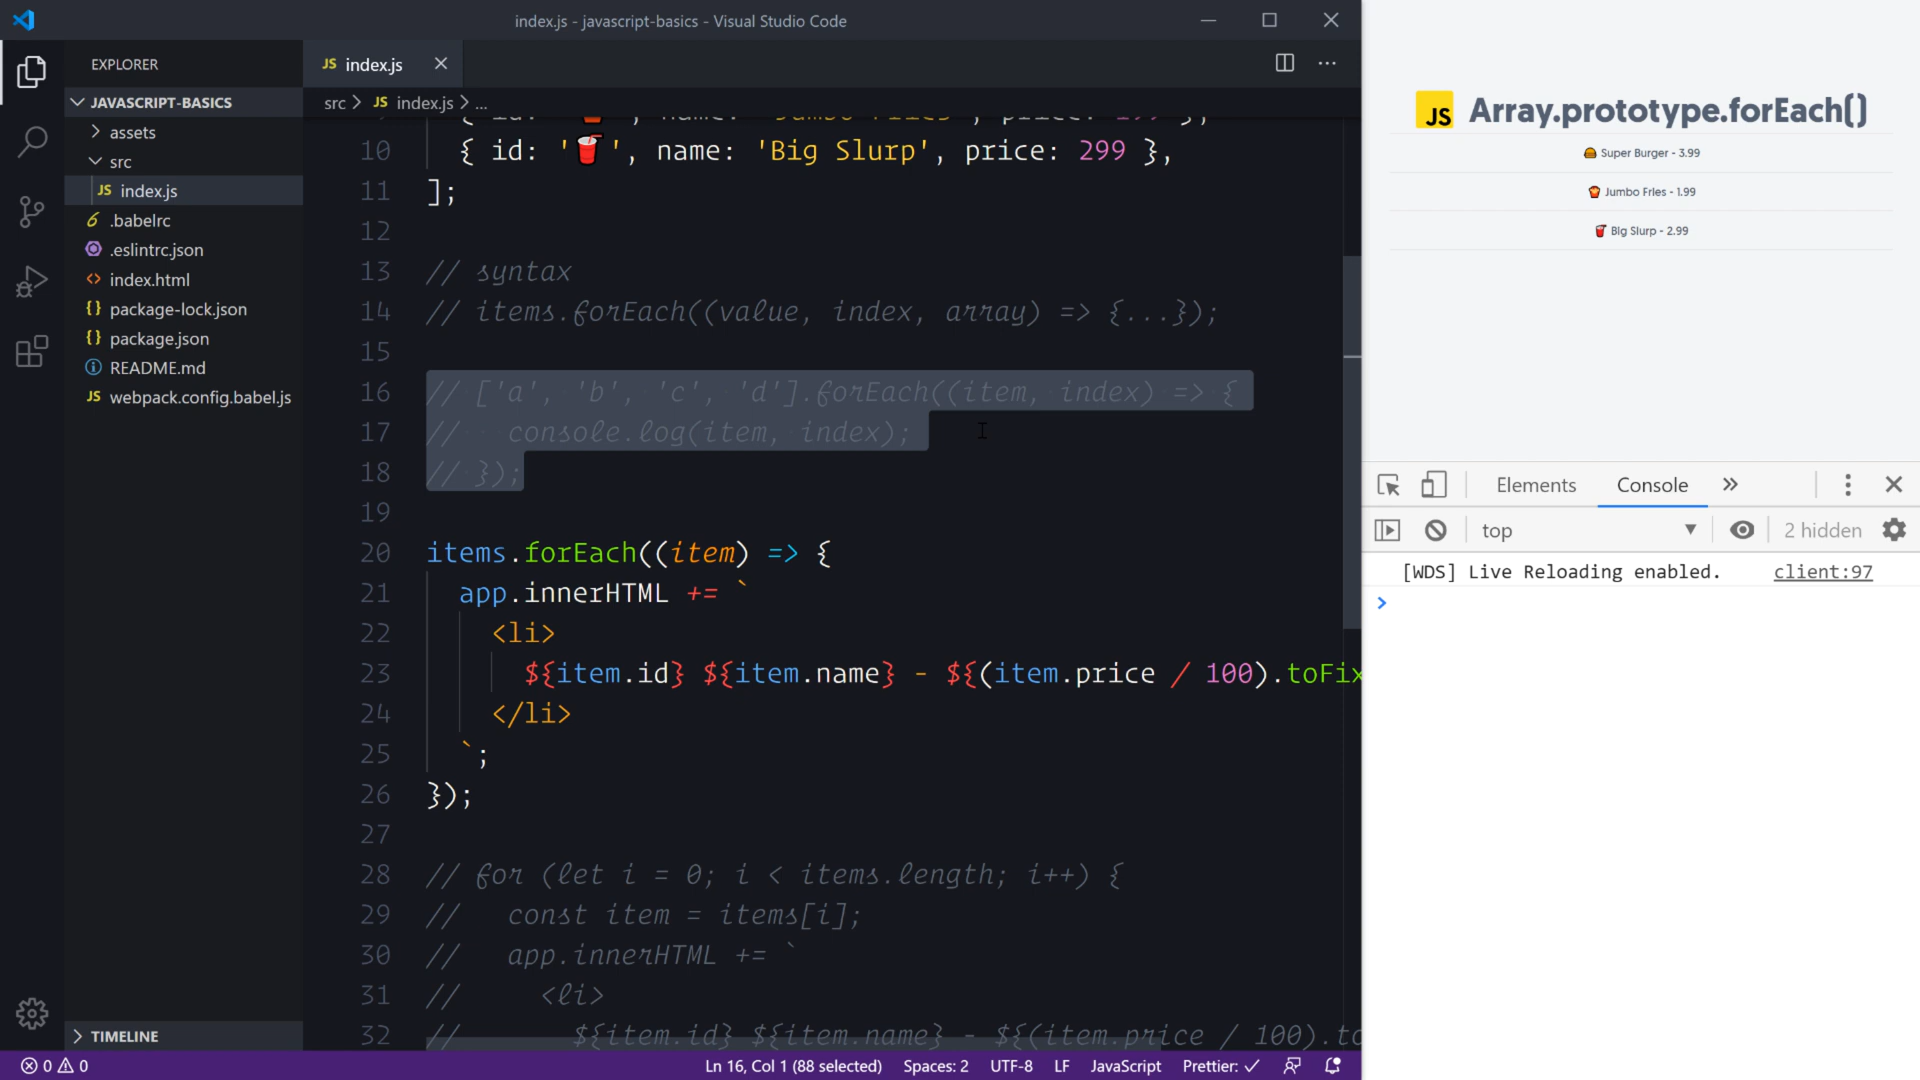 index.js - javascript-basics - Visual Studio Code
EXPLORER
JAVASCRIPT-BASICS
assets
src
JS index.js
.babelrc
.eslintrc.json
index.html
package-lock.json
package.json
README.md
JS webpack.config.babel.js
TIMELINE
JS index.js
src > JS index.js > ...
10 { id: '🥤', name: 'Big Slurp', price: 299 },
11 ];
12
13 // syntax
14 // items.forEach((value, index, array) => {...});
15
16 // ['a', 'b', 'c', 'd'].forEach((item, index) => {
17 //   console.log(item, index);
18 // });
19
20 items.forEach((item) => {
21 app.innerHTML += `
22 <li>
23 ${item.id} ${item.name} - ${(item.price / 100).toFix
24 </li>
25 `;
26 });
27
28 // for (let i = 0; i < items.length; i++) {
29 //   const item = items[i];
30 //   app.innerHTML += `
31 //     <li>
32 //       ${item.id} ${item.name} - ${(item.price / 100).to
0 0
Ln 16, Col 1 (88 selected)
Spaces: 2
UTF-8
LF
JavaScript
Prettier: ✓
JS Array.prototype.forEach()
🍔 Super Burger - 3.99
🍟 Jumbo Fries - 1.99
🥤 Big Slurp - 2.99
Elements
Console
top
2 hidden
[WDS] Live Reloading enabled. client:97